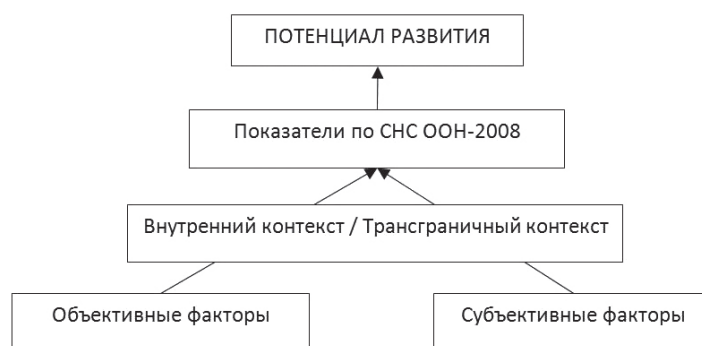 ПОТЕНЦИАЛ РАЗВИТИЯ
Показатели по СНС ООН-2008
Внутренний контекст / Трансграничный контекст
Объективные факторы
Субъективные факторы